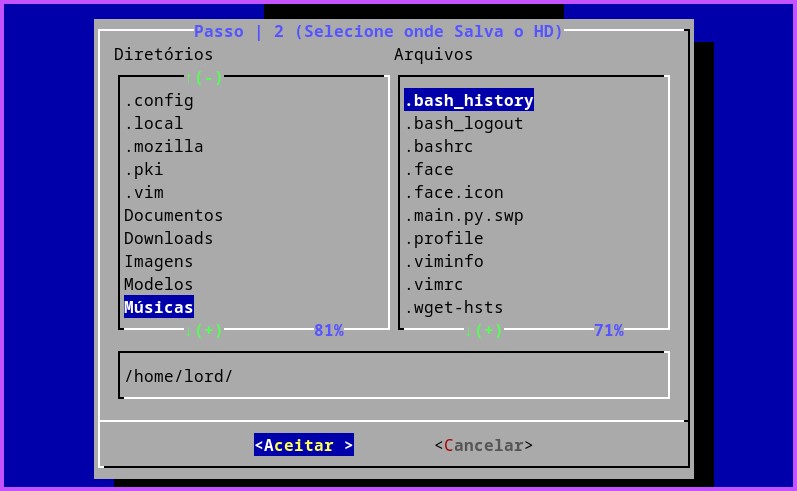 Passo | 2 (Selecione onde Salva o HD)
Diretórios
Arquivos
↑(-)
.config
.local
.mozilla
.pki
.vim
Documentos
Downloads
Imagens
Modelos
Músicas
↓(+) 81%
.bash_history
.bash_logout
.bashrc
.face
.face.icon
.main.py.swp
.profile
.viminfo
.vimrc
.wget-hsts
↓(+) 71%
/home/lord/
<Aceitar >
<Cancelar>